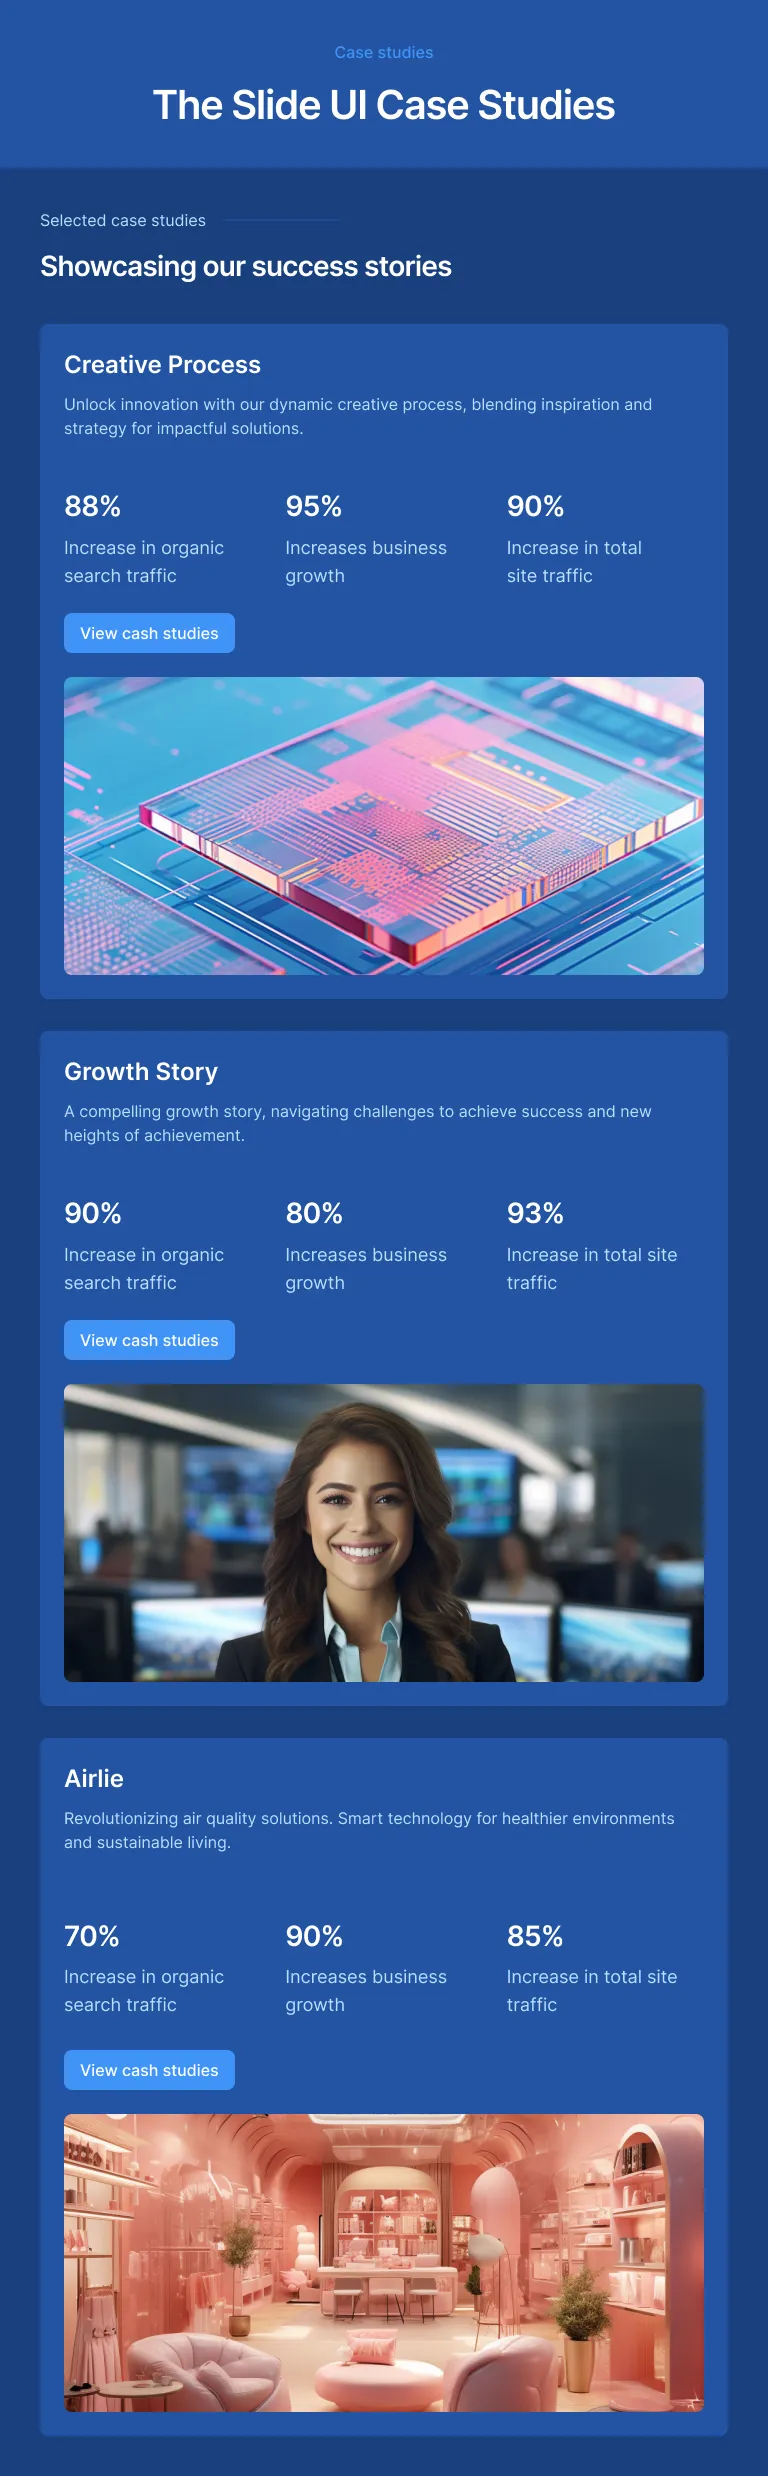 Case studies
The Slide UI Case Studies
Selected case studies
Showcasing our success stories
Creative Process
Unlock innovation with our dynamic creative process, blending inspiration and
strategy for impactful solutions.
88%
Increase in organic
search traffic
95%
Increases business
growth
90%
Increase in total
site traffic
View cash studies
Growth Story
A compelling growth story, navigating challenges to achieve success and new
heights of achievement.
90%
Increase in organic
search traffic
80%
Increases business
growth
93%
Increase in total site
traffic
View cash studies
Airlie
Revolutionizing air quality solutions. Smart technology for healthier environments
and sustainable living.
70%
Increase in organic
search traffic
90%
Increases business
growth
85%
Increase in total site
traffic
View cash studies